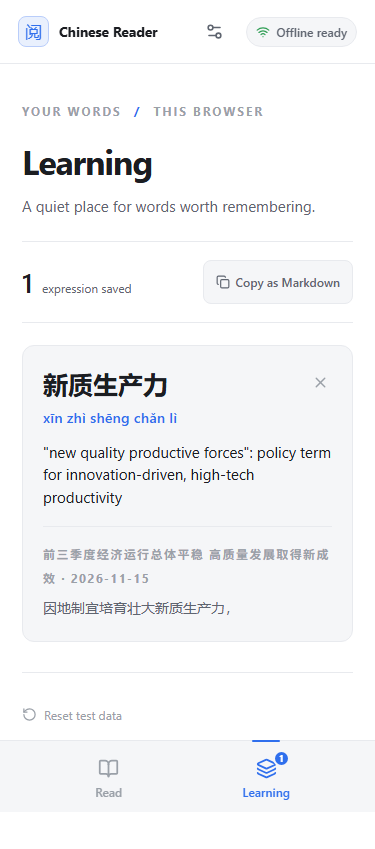 阅 Chinese Reader
Offline ready
YOUR WORDS / THIS BROWSER
Learning
A quiet place for words worth remembering.
1 expression saved
Copy as Markdown
新质生产力
xīn zhì shēng chǎn lì
"new quality productive forces": policy term
for innovation-driven, high-tech
productivity
前三季度经济运行总体平稳 高质量发展取得新成
效 · 2026-11-15
因地制宜培育壮大新质生产力，
Reset test data
Read
1
Learning